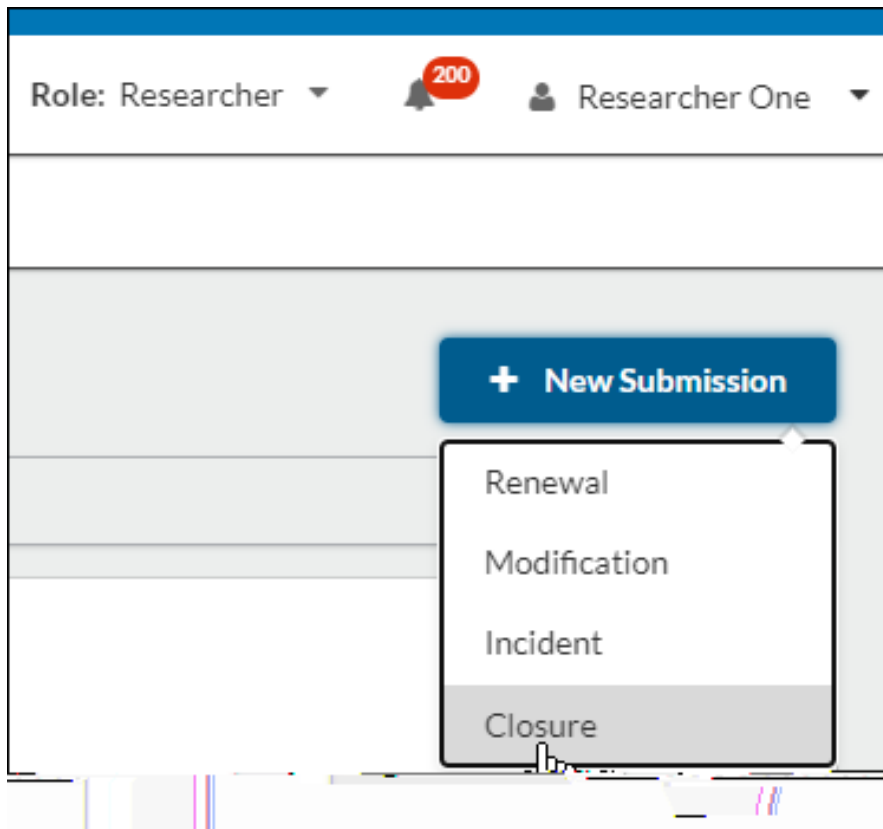 Role: Researcher 200 Researcher One
+ New Submission
Renewal
Modification
Incident
Closure